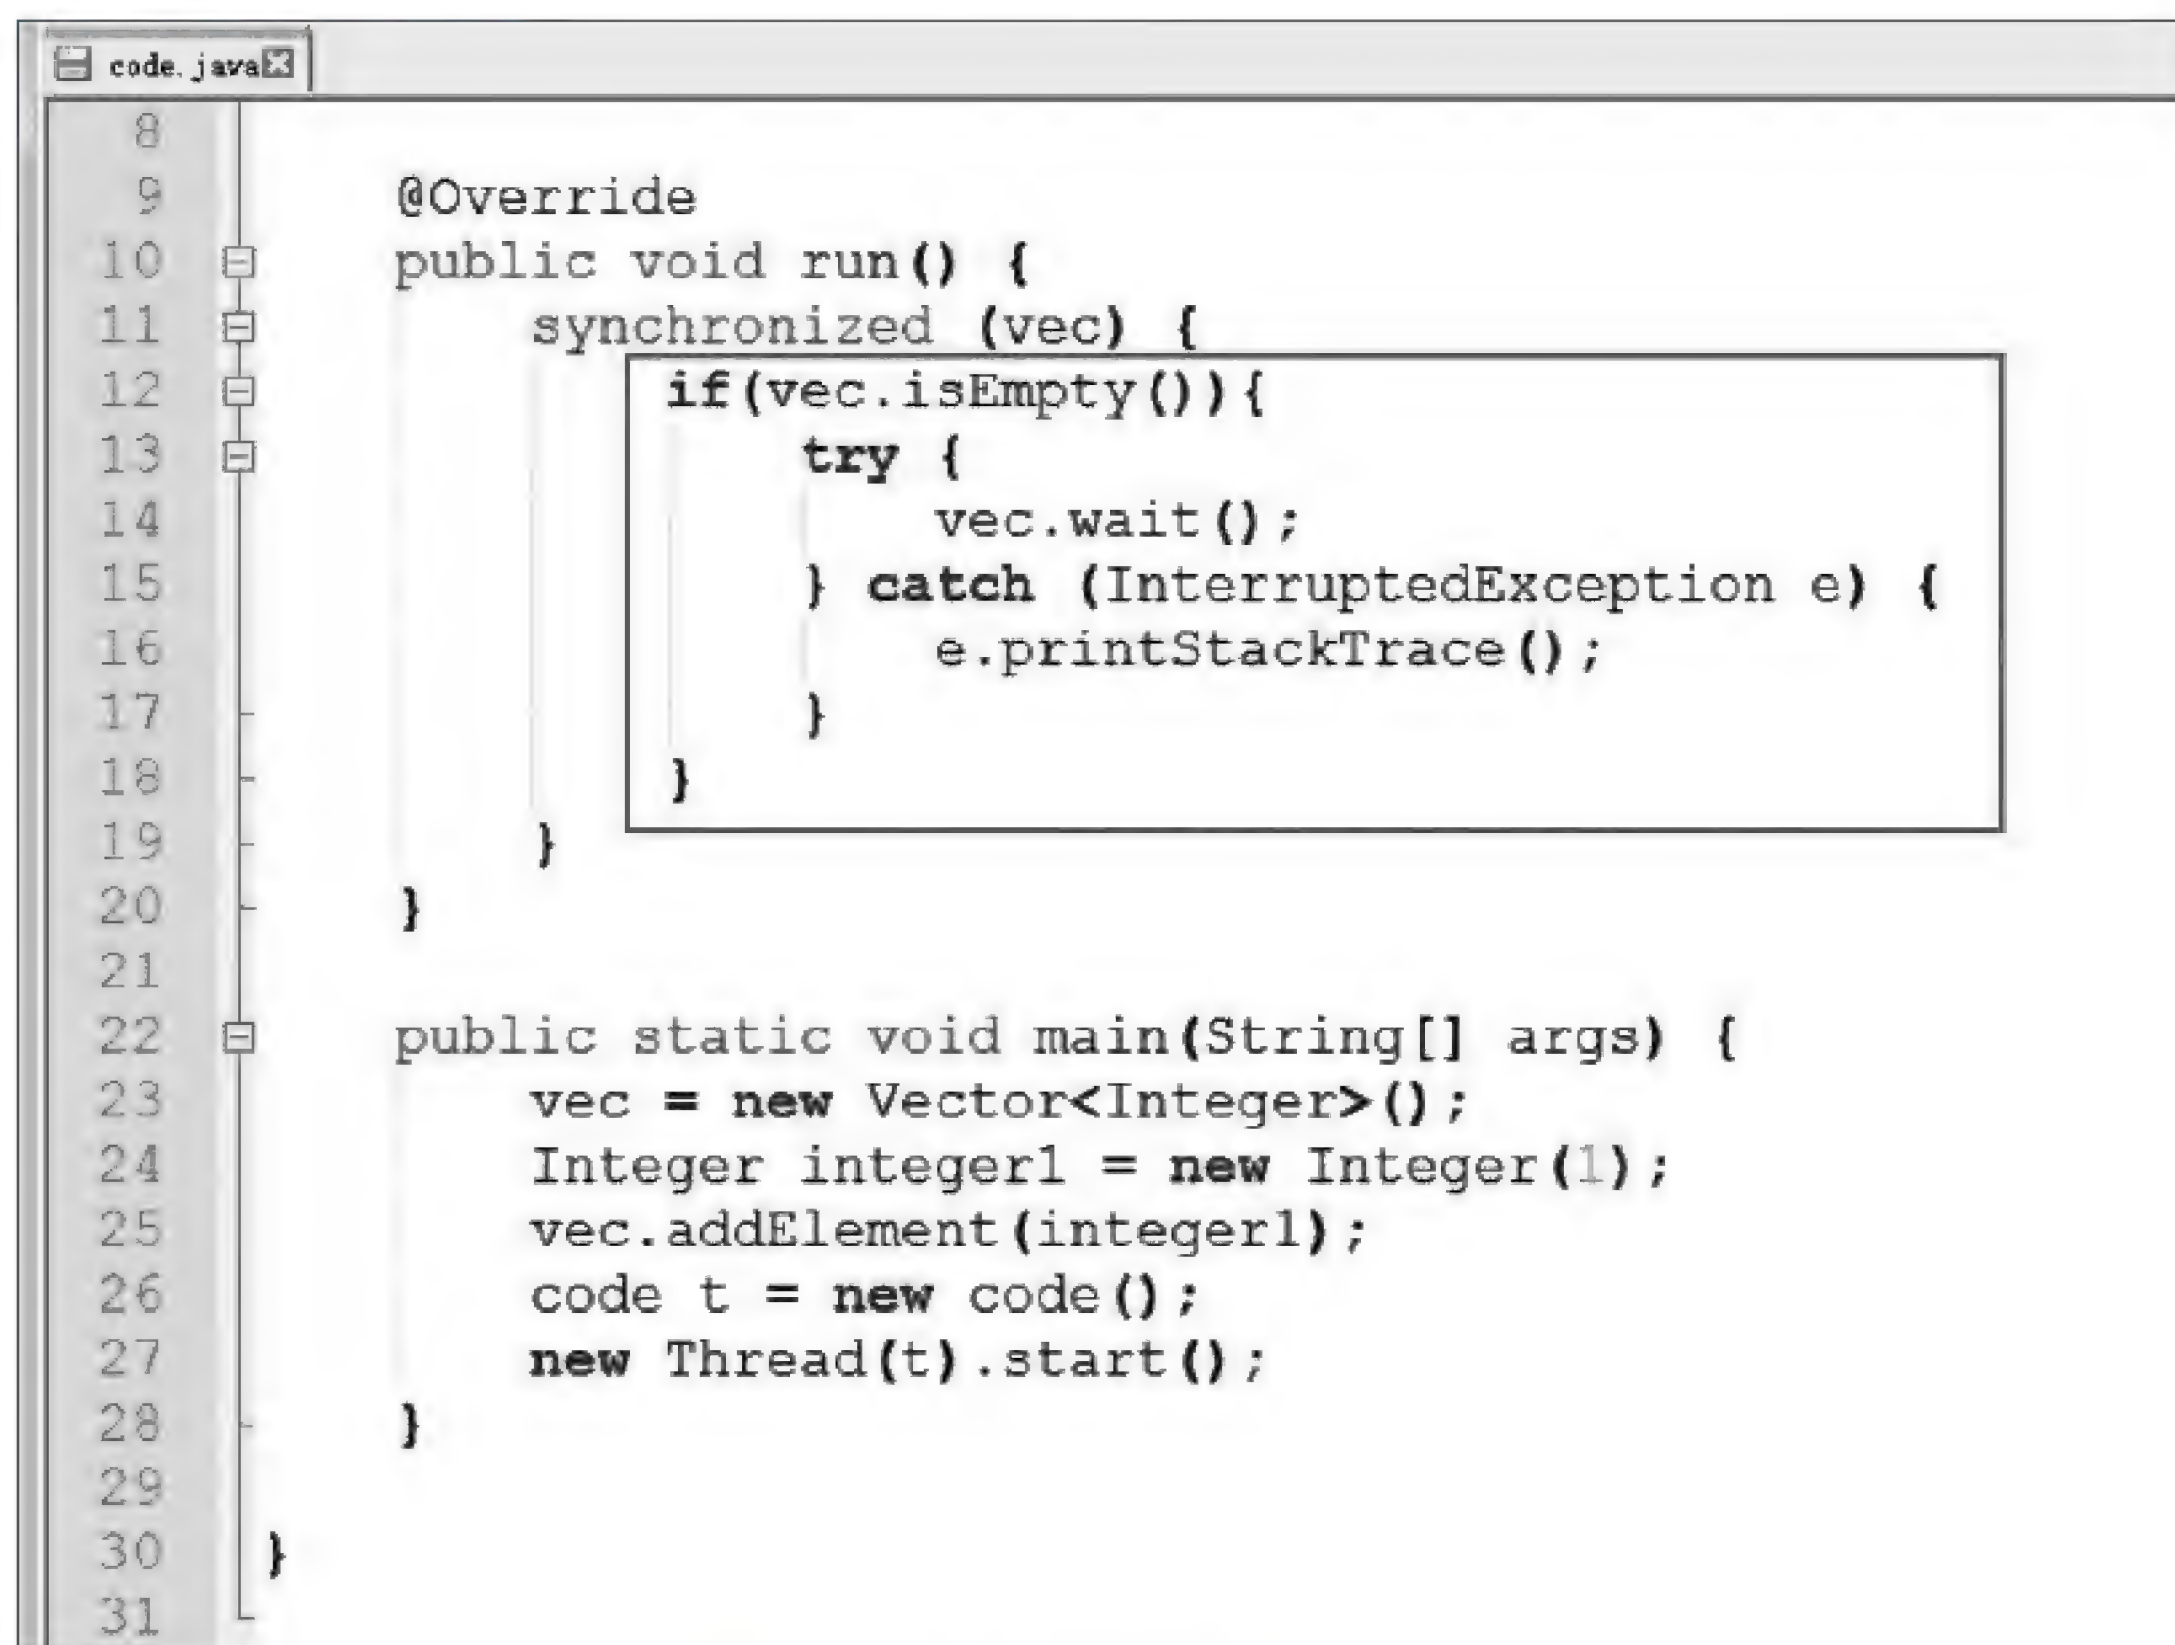 code.java
8
9 @Override
10 public void run() {
11 synchronized (vec) {
12 if(vec.isEmpty()){
13 try {
14 vec.wait();
15 } catch (InterruptedException e) {
16 e.printStackTrace();
17 }
18 }
19 }
20 }
21
22 public static void main(String[] args) {
23 vec = new Vector<Integer>();
24 Integer integer1 = new Integer(1);
25 vec.addElement(integer1);
26 code t = new code();
27 new Thread(t).start();
28 }
29
30 }
31